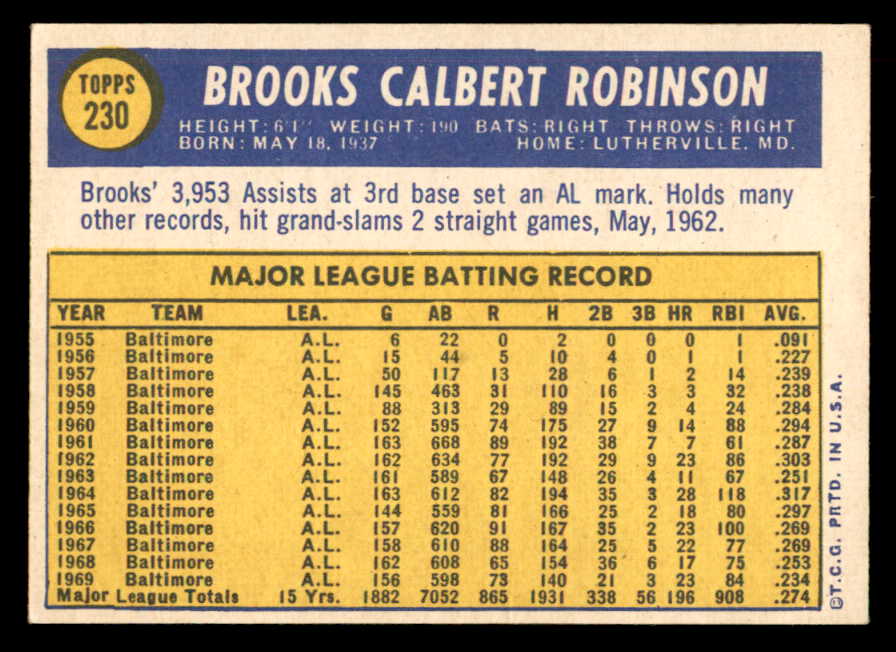 TOPPS
230
BROOKS CALBERT ROBINSON
HEIGHT: 6'1" WEIGHT: 190 BATS: RIGHT THROWS: RIGHT
BORN: MAY 18, 1937 HOME: LUTHERVILLE, MD.
Brooks' 3,953 Assists at 3rd base set an AL mark. Holds many
other records, hit grand-slams 2 straight games, May, 1962.
MAJOR LEAGUE BATTING RECORD
YEAR TEAM LEA. G AB R H 2B 3B HR RBI AVG.
1955 Baltimore A.L. 6 22 0 2 0 0 0 1 .091
1956 Baltimore A.L. 15 44 5 10 4 0 1 1 .227
1957 Baltimore A.L. 50 117 13 28 6 1 2 14 .239
1958 Baltimore A.L. 145 463 31 110 16 3 3 32 .238
1959 Baltimore A.L. 88 313 29 89 15 2 4 24 .284
1960 Baltimore A.L. 152 595 74 175 27 9 14 88 .294
1961 Baltimore A.L. 163 668 89 192 38 7 7 61 .287
1962 Baltimore A.L. 162 634 77 192 29 9 23 86 .303
1963 Baltimore A.L. 161 589 67 148 26 4 11 67 .251
1964 Baltimore A.L. 163 612 82 194 35 3 28 118 .317
1965 Baltimore A.L. 144 559 81 166 25 2 18 80 .297
1966 Baltimore A.L. 157 620 91 167 35 2 23 100 .269
1967 Baltimore A.L. 158 610 88 164 25 5 22 77 .269
1968 Baltimore A.L. 162 608 65 154 36 6 17 75 .253
1969 Baltimore A.L. 156 598 73 140 21 3 23 84 .234
Major League Totals 15 Yrs. 1882 7052 865 1931 338 56 196 908 .274
©T.C.G. PRTD. IN U.S.A.